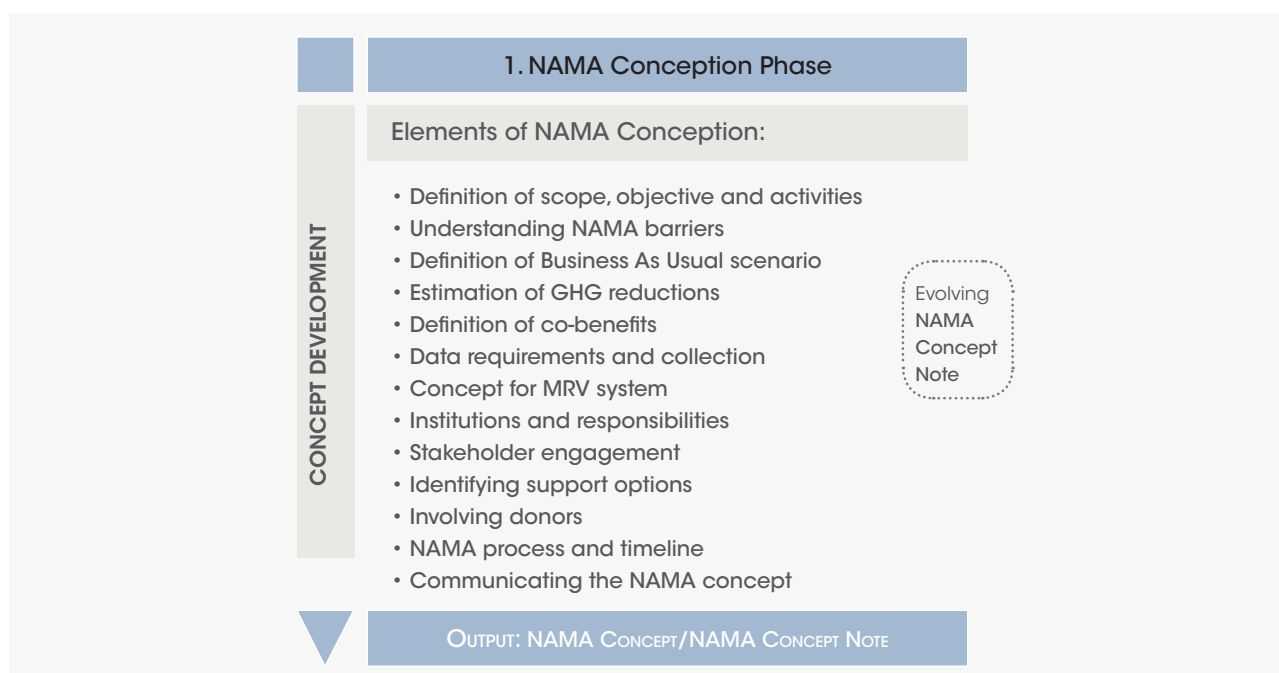 1. NAMA Conception Phase
Elements of NAMA Conception:
CONCEPT DEVELOPMENT
• Definition of scope, objective and activities
• Understanding NAMA barriers
• Definition of Business As Usual scenario
• Estimation of GHG reductions
• Definition of co-benefits
• Data requirements and collection
• Concept for MRV system
• Institutions and responsibilities
• Stakeholder engagement
• Identifying support options
• Involving donors
• NAMA process and timeline
• Communicating the NAMA concept
Evolving
NAMA
Concept
Note
OUTPUT: NAMA CONCEPT/NAMA CONCEPT NOTE